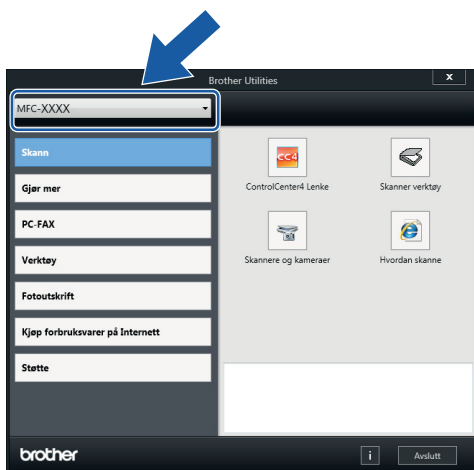 Brother Utilities
x
MFC-XXXX
Skann
Gjør mer
PC-FAX
Verktøy
Fotoutskrift
Kjøp forbruksvarer på Internett
Støtte
CC4
ControlCenter4 Lenke
Skanner verktøy
Skannere og kameraer
Hvordan skanne
brother
i
Avslutt